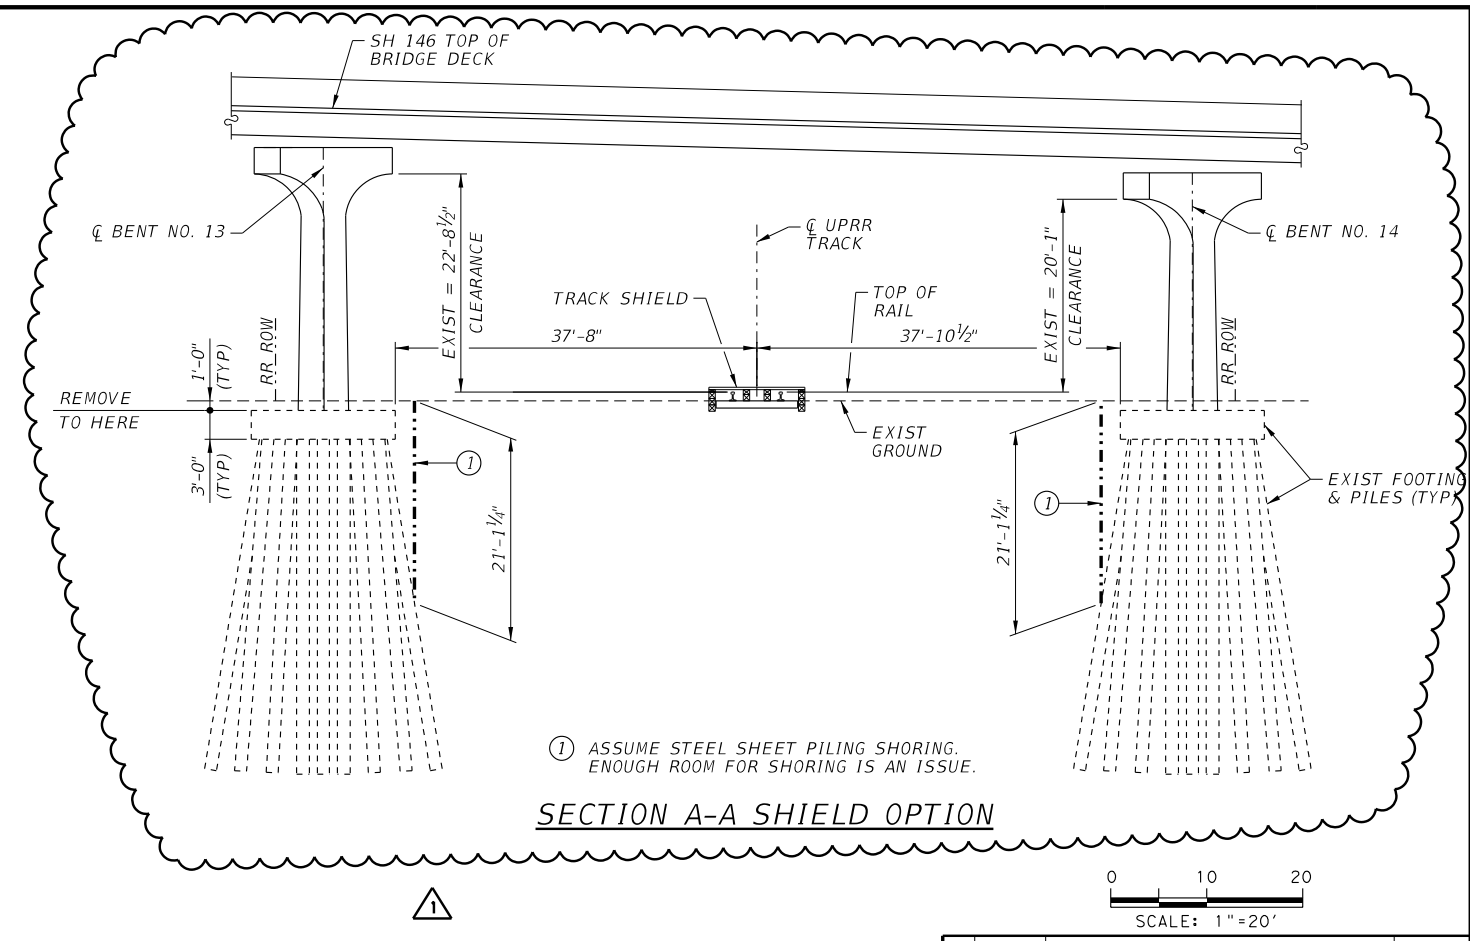 SH 146 TOP OF
BRIDGE DECK
℄ BENT NO. 13
EXIST = 22'-8½"
CLEARANCE
℄ UPRR
TRACK
EXIST = 20'-1"
CLEARANCE
℄ BENT NO. 14
TRACK SHIELD
TOP OF
RAIL
37'-8"
37'-10½"
RR ROW
RR ROW
1'-0"
(TYP)
REMOVE
TO HERE
3'-0"
(TYP)
1
21'-1¼"
EXIST
GROUND
21'-1¼"
1
EXIST FOOTING
& PILES (TYP)
1 ASSUME STEEL SHEET PILING SHORING.
ENOUGH ROOM FOR SHORING IS AN ISSUE.
SECTION A-A SHIELD OPTION
1
0 10 20
SCALE: 1"=20'